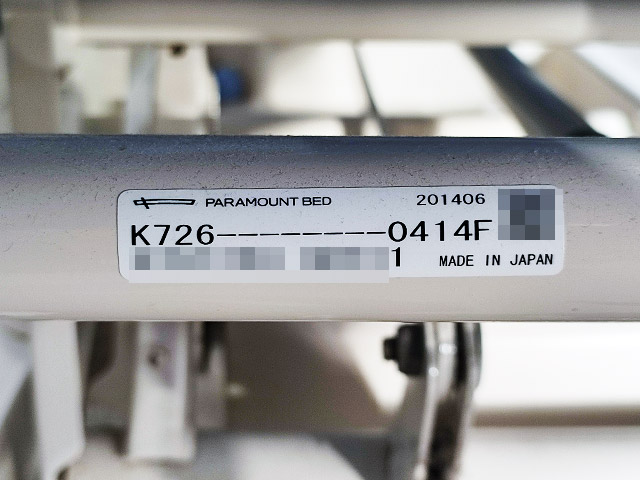 PARAMOUNT BED 201406
K726--------0414F
1 MADE IN JAPAN